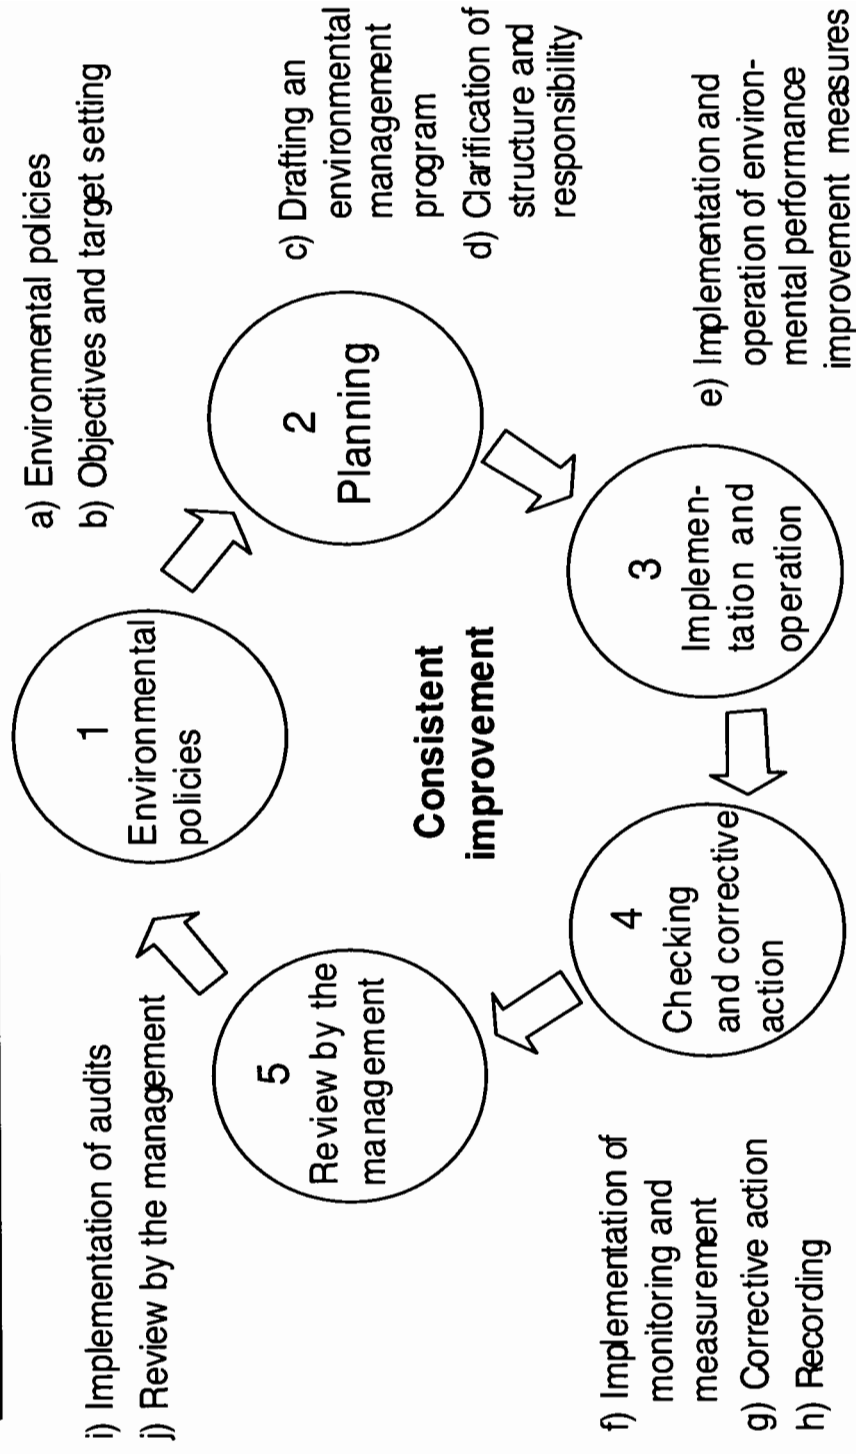 i) Implementation of audits
j) Review by the management
a) Environmental policies
b) Objectives and target setting
1
Environmental
policies
5
Review by the
management
2
Planning
c) Drafting an
environmental
management
program
d) Clarification of
structure and
responsibility
Consistent
improvement
f) Implementation of
monitoring and
measurement
g) Corrective action
h) Recording
4
Checking
and corrective
action
3
Implemen-
tation and
operation
e) Implementation and
operation of environ-
mental performance
improvement measures